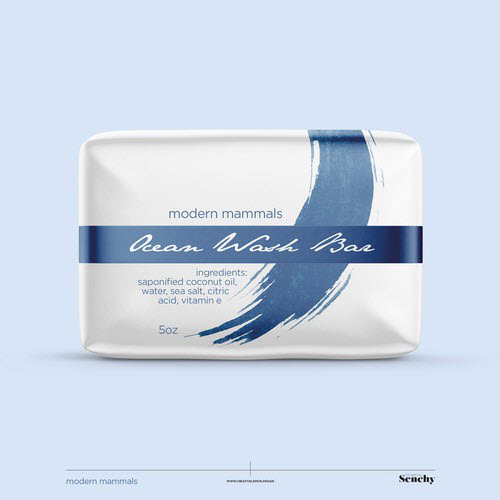 modern mammals
Ocean Wash Bar
ingredients:
saponified coconut oil,
water, sea salt, citric
acid, vitamin e
5oz
modern mammals
Senchy